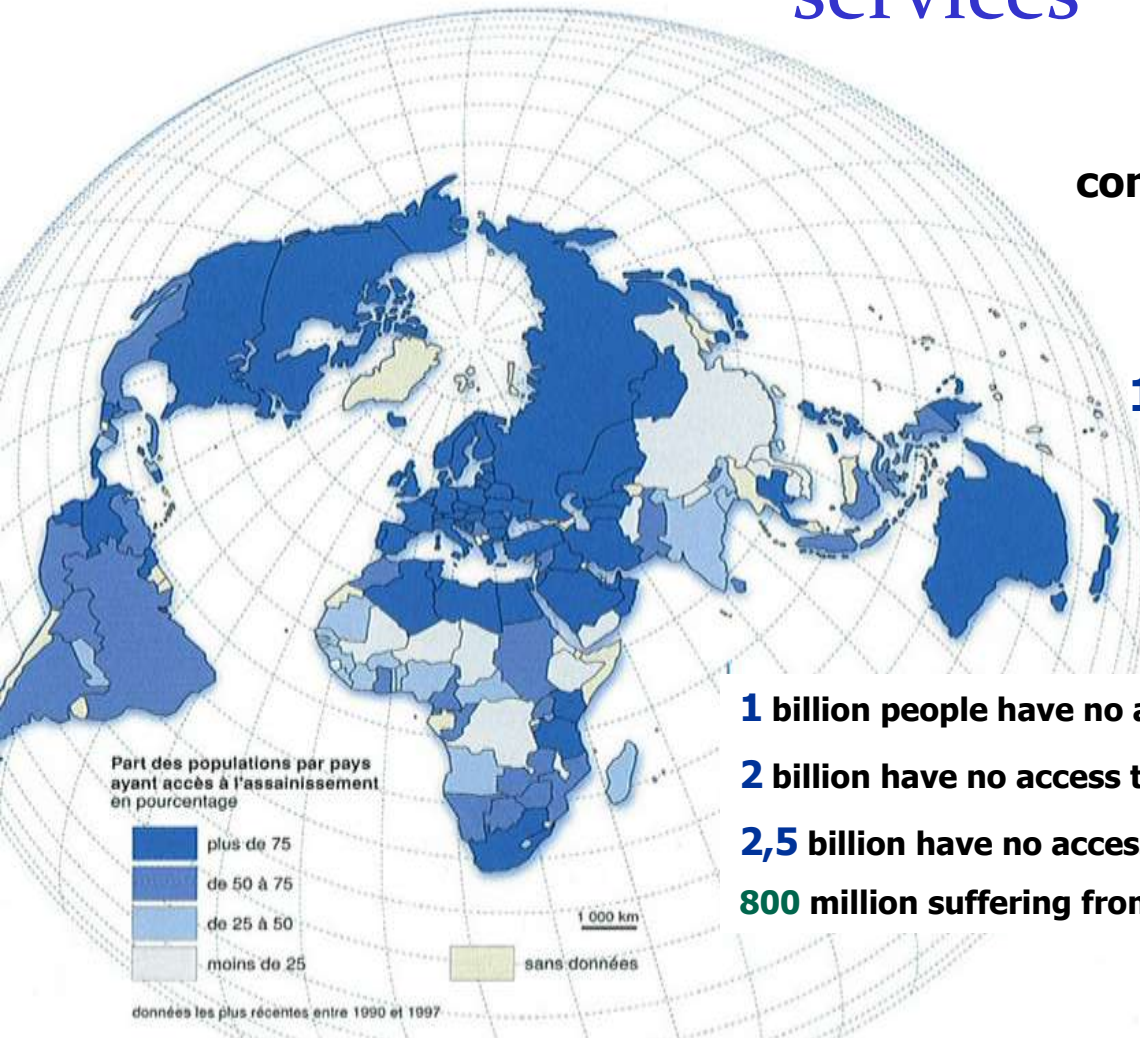 services
con
1
1 billion people have no a
2 billion have no access t
2,5 billion have no acces
800 million suffering fron
Part des populations par pays
ayant accès à l'assainissement
en pourcentage
plus de 75
de 50 à 75
de 25 à 50
moins de 25
sans données
1 000 km
données les plus récentes entre 1990 et 1997